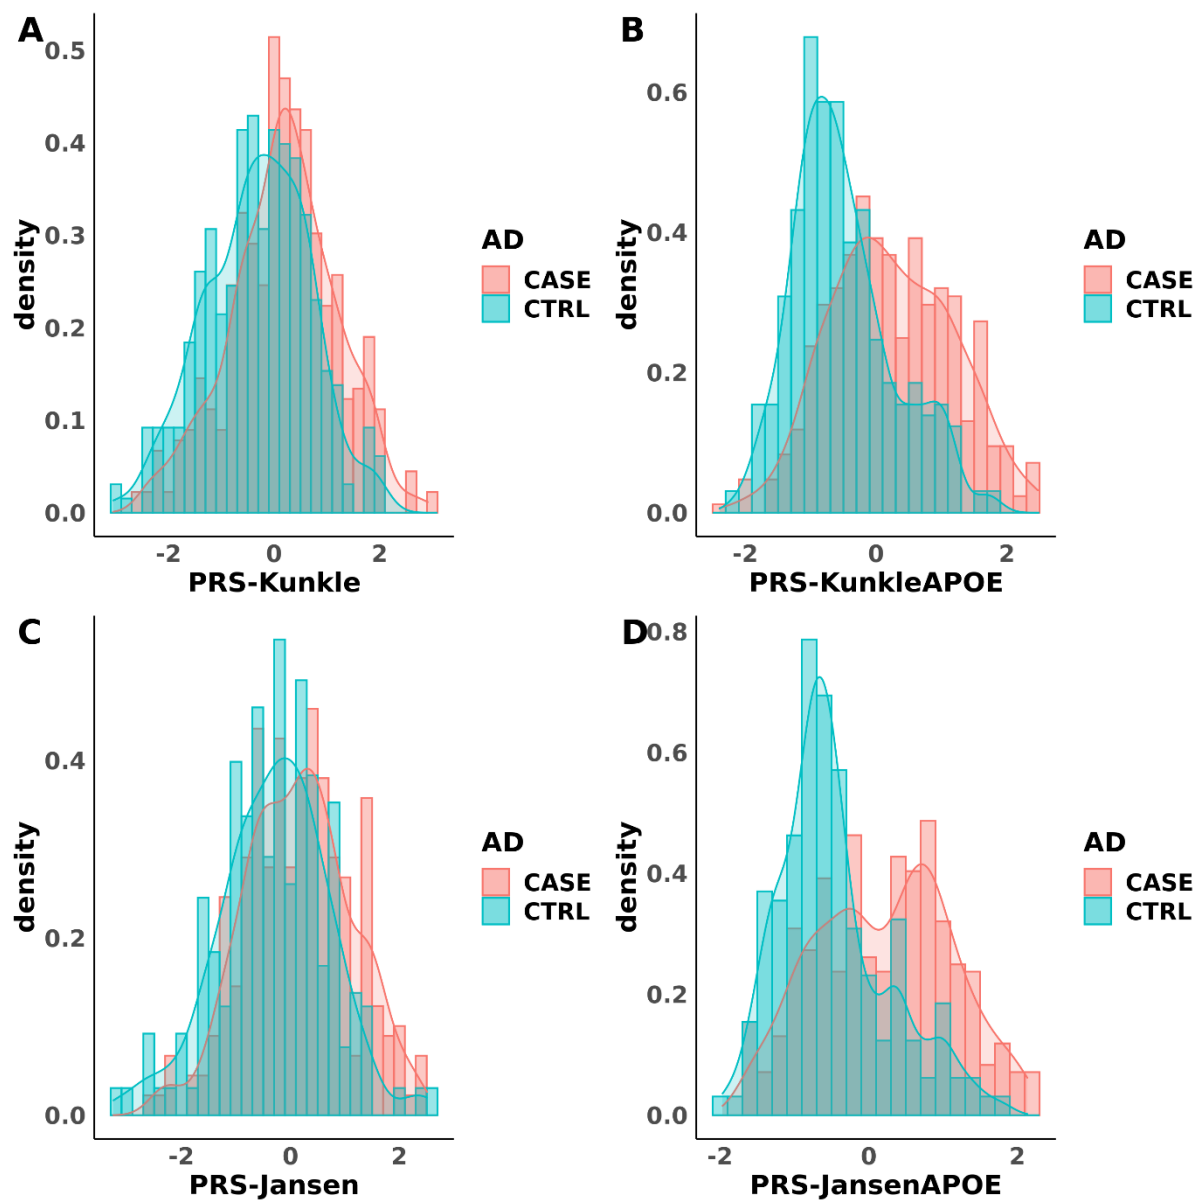 A
0.5
0.4
0.3
0.2
0.1
0.0
density
-2 0 2
PRS-Kunkle
AD
CASE
CTRL
B
0.6
0.4
0.2
0.0
density
-2 0 2
PRS-KunkleAPOE
AD
CASE
CTRL
C
0.4
0.2
0.0
density
-2 0 2
PRS-Jansen
AD
CASE
CTRL
D
0.8
0.6
0.4
0.2
0.0
density
-2 0 2
PRS-JansenAPOE
AD
CASE
CTRL